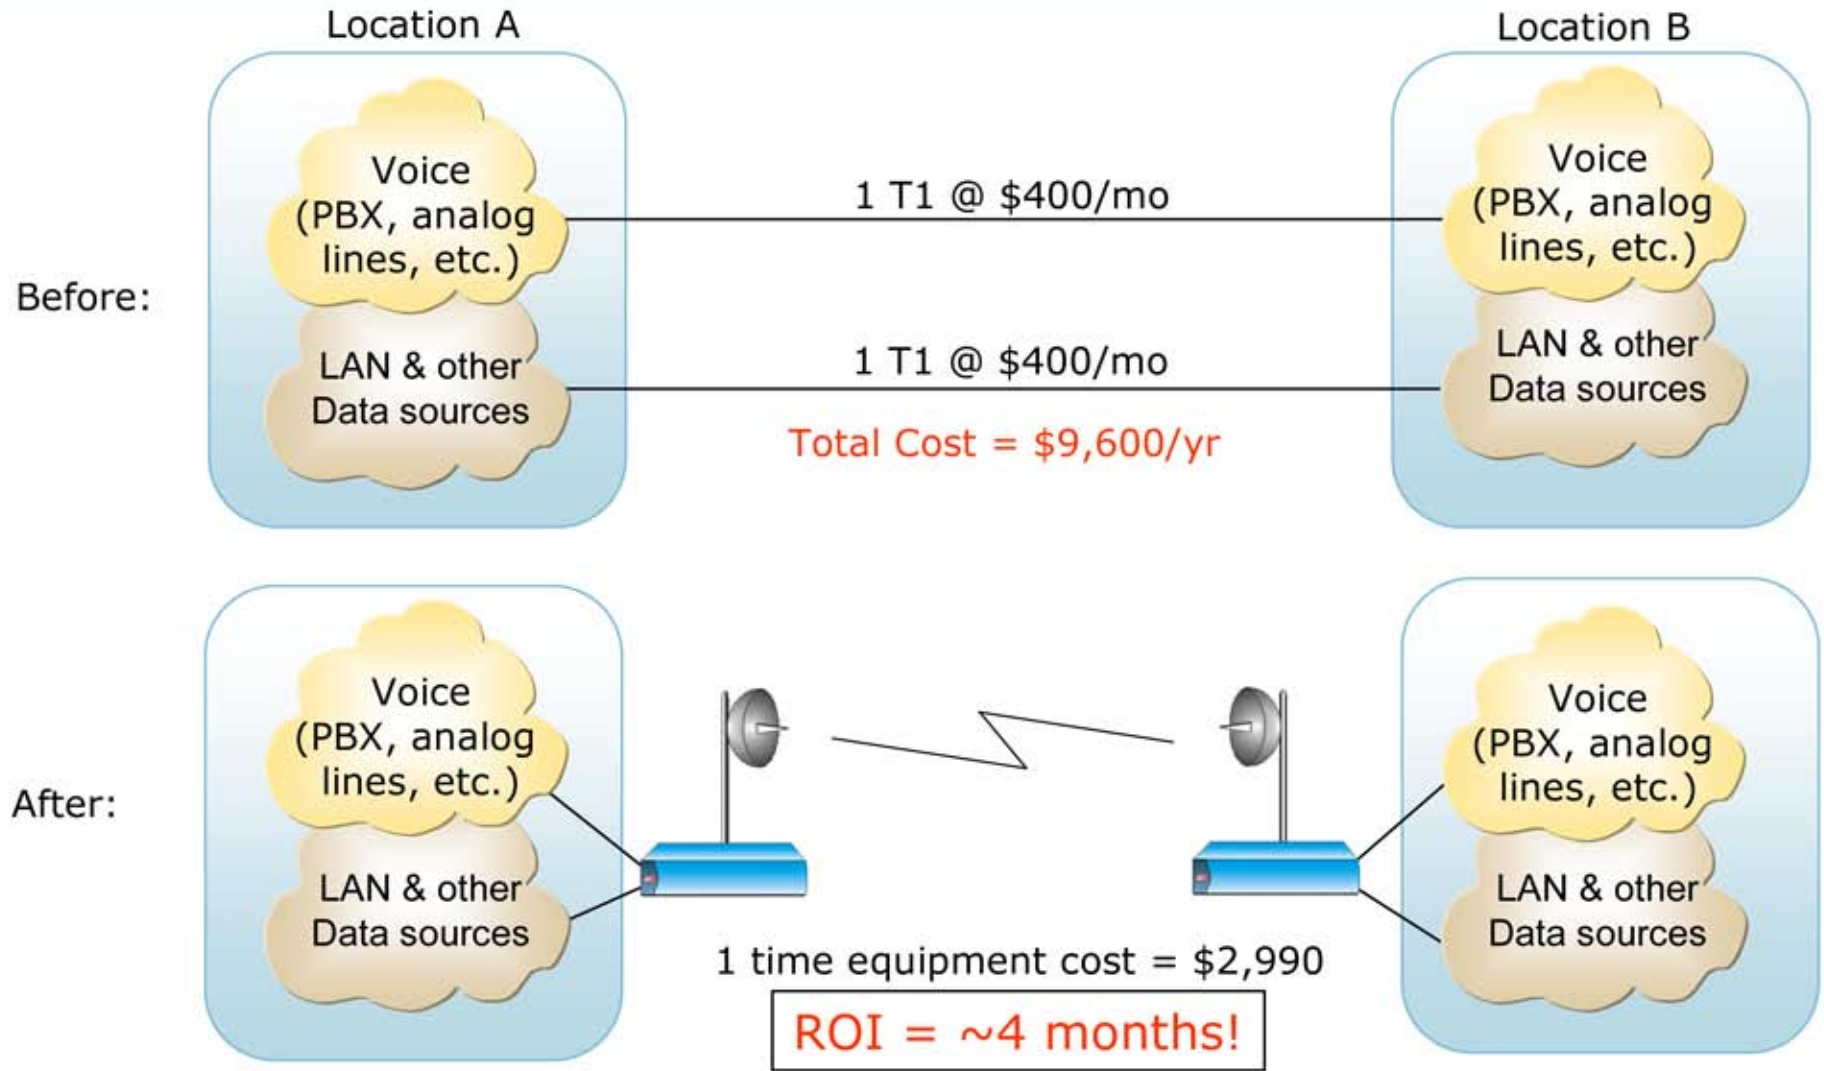 Location A
Location B
Before:
Voice
(PBX, analog
lines, etc.)
LAN & other
Data sources
1 T1 @ $400/mo
1 T1 @ $400/mo
Total Cost = $9,600/yr
Voice
(PBX, analog
lines, etc.)
LAN & other
Data sources
After:
Voice
(PBX, analog
lines, etc.)
LAN & other
Data sources
1 time equipment cost = $2,990
ROI = ~4 months!
Voice
(PBX, analog
lines, etc.)
LAN & other
Data sources